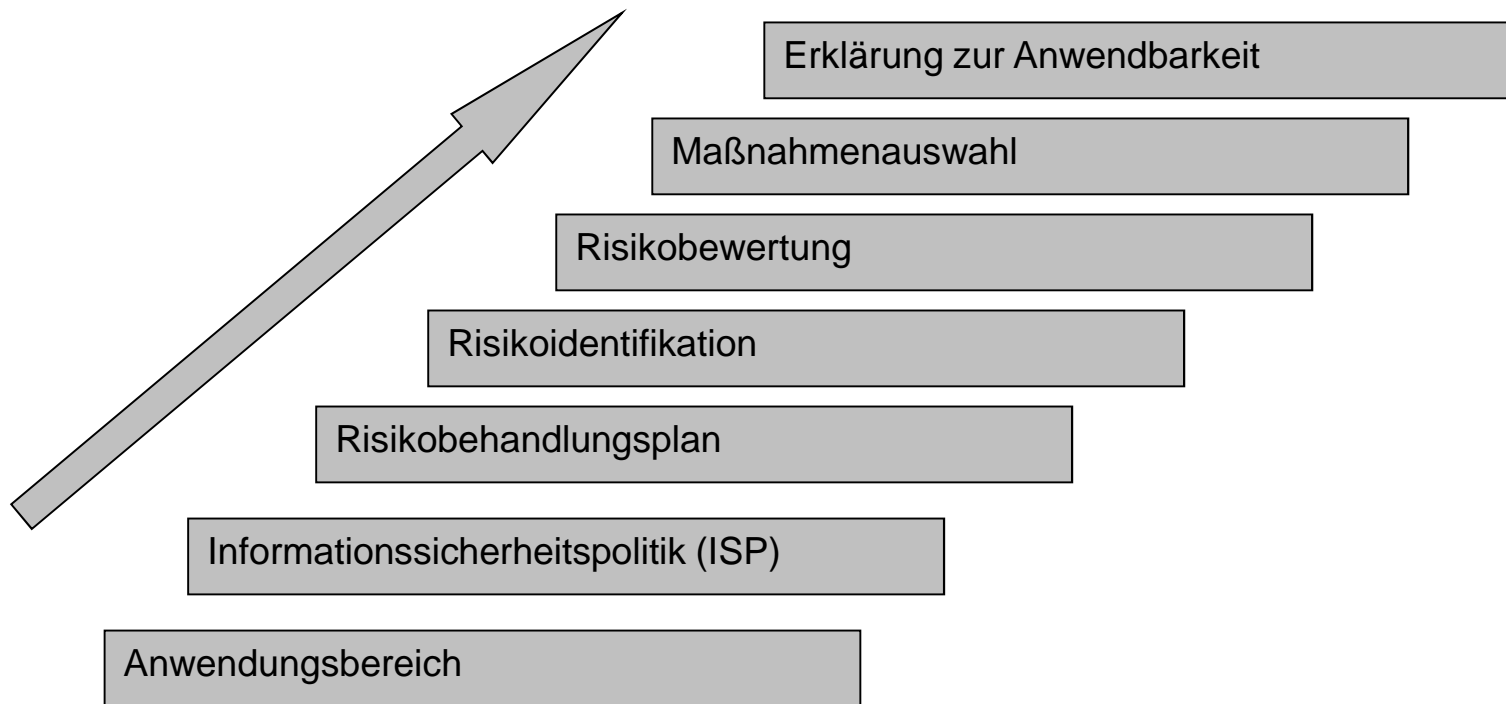 Erklärung zur Anwendbarkeit
Maßnahmenauswahl
Risikobewertung
Risikoidentifikation
Risikobehandlungsplan
Informationssicherheitspolitik (ISP)
Anwendungsbereich